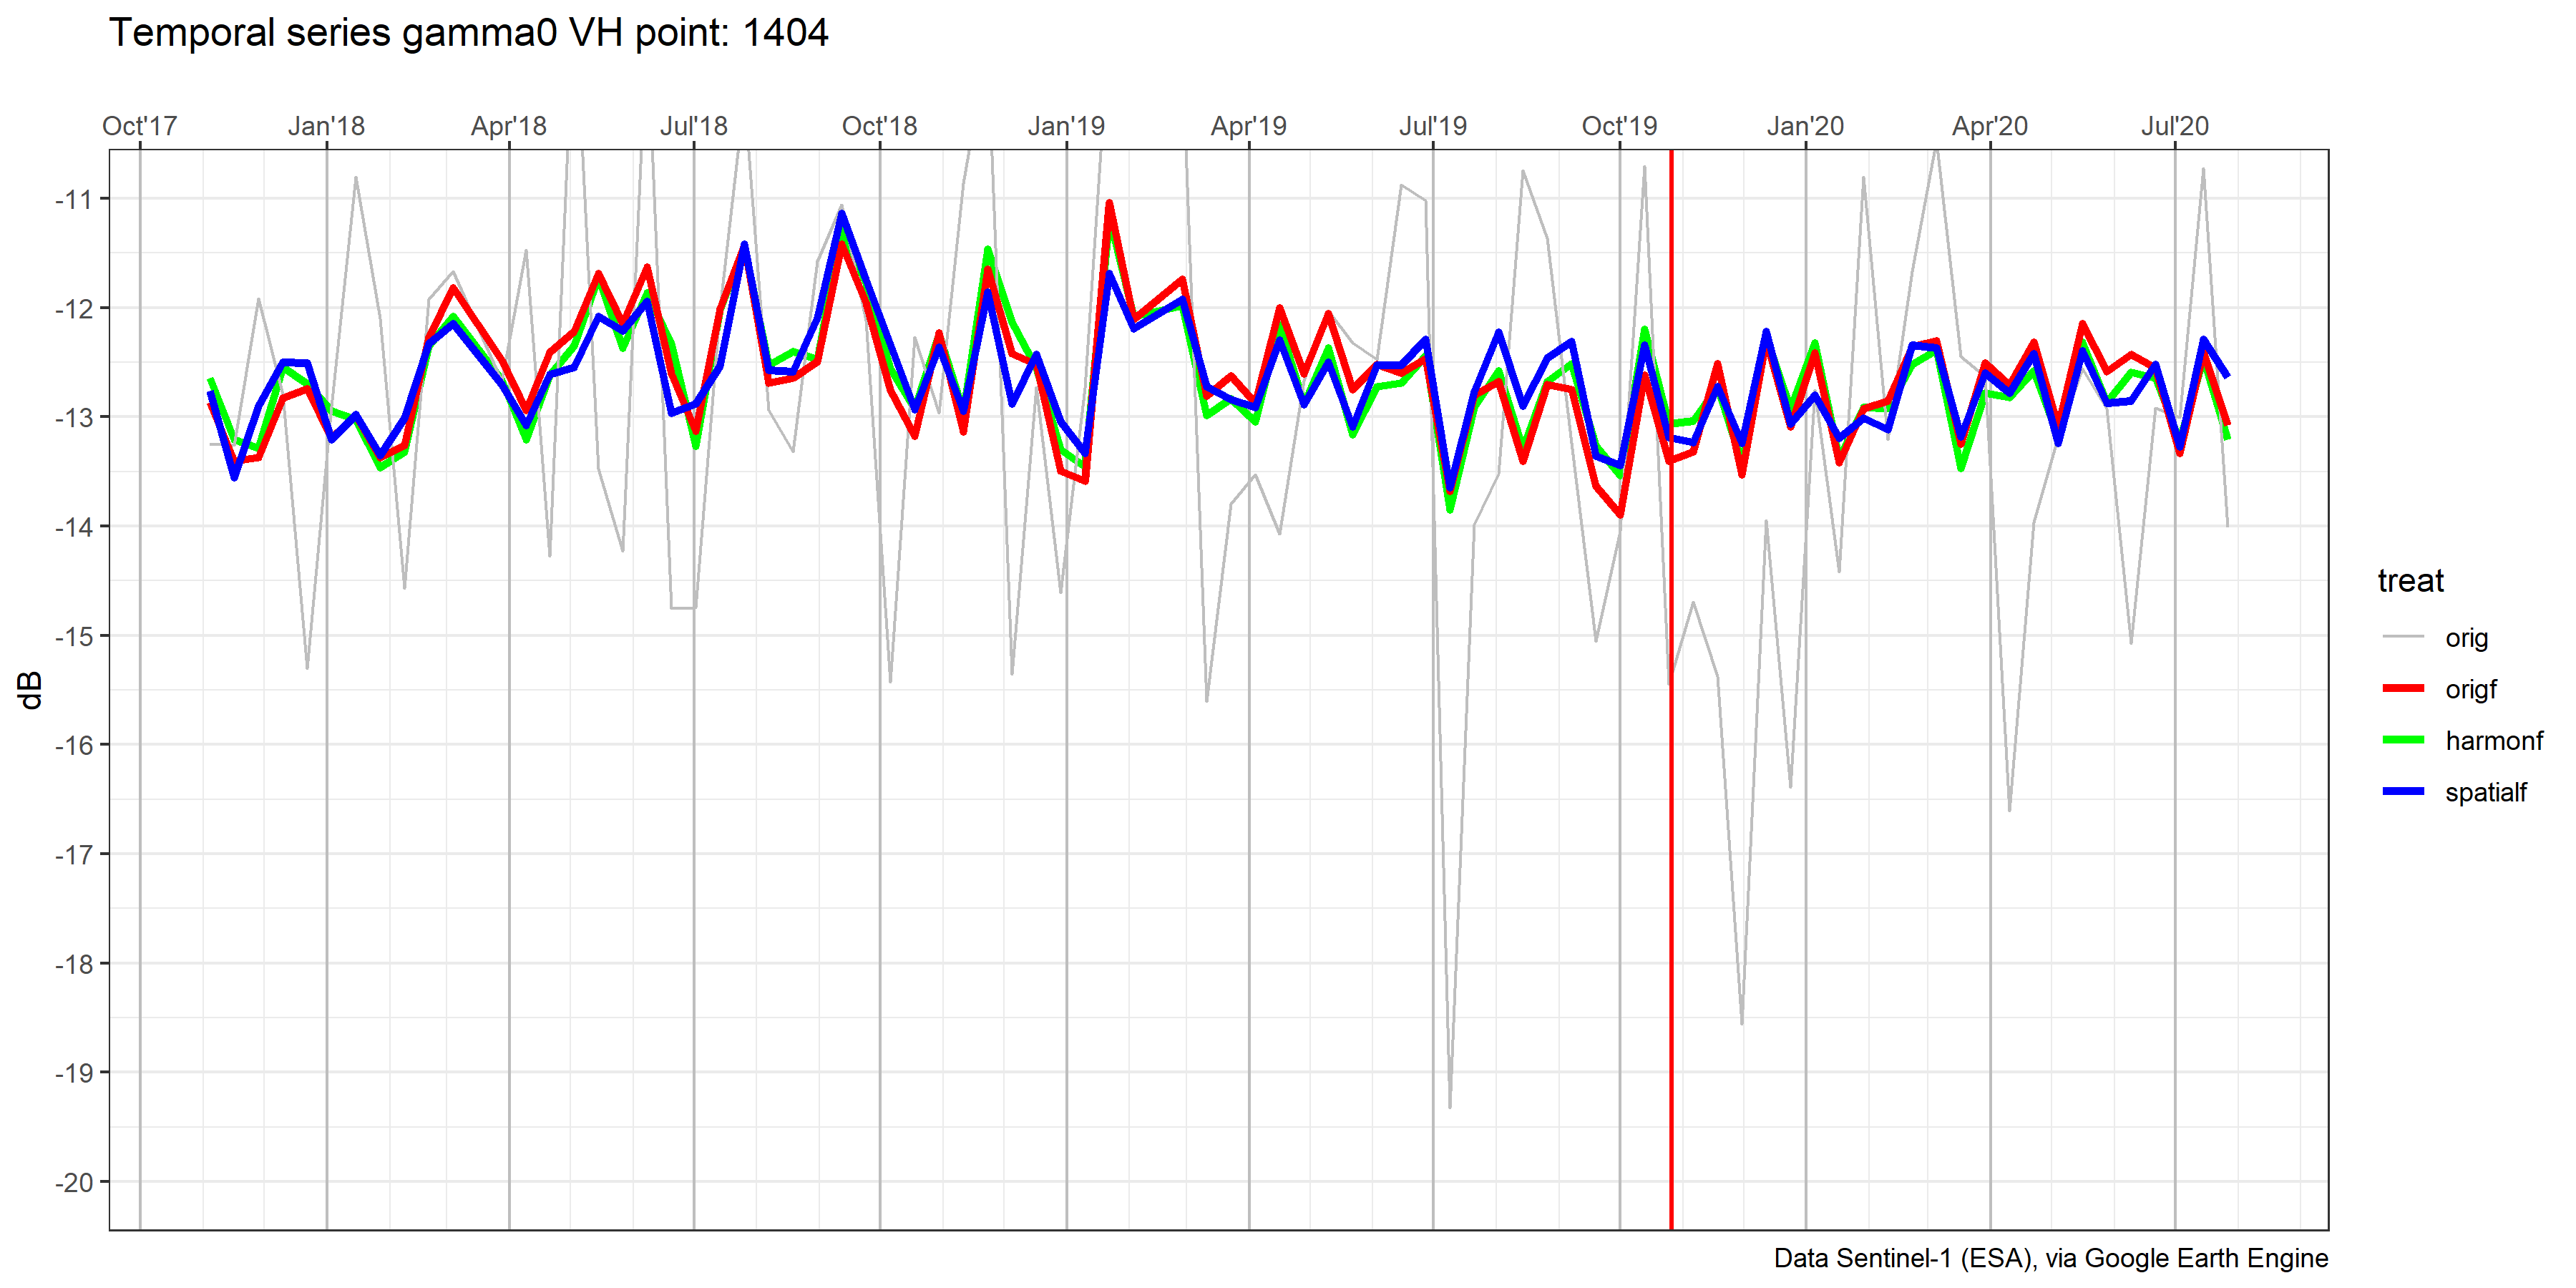 Temporal series gamma0 VH point: 1404
Oct'17 Jan'18 Apr'18 Jul'18 Oct'18 Jan'19 Apr'19 Jul'19 Oct'19 Jan'20 Apr'20 Jul'20
-11
-12
-13
-14
-15
-16
-17
-18
-19
-20
dB
treat
orig
origf
harmonf
spatialf
Data Sentinel-1 (ESA), via Google Earth Engine